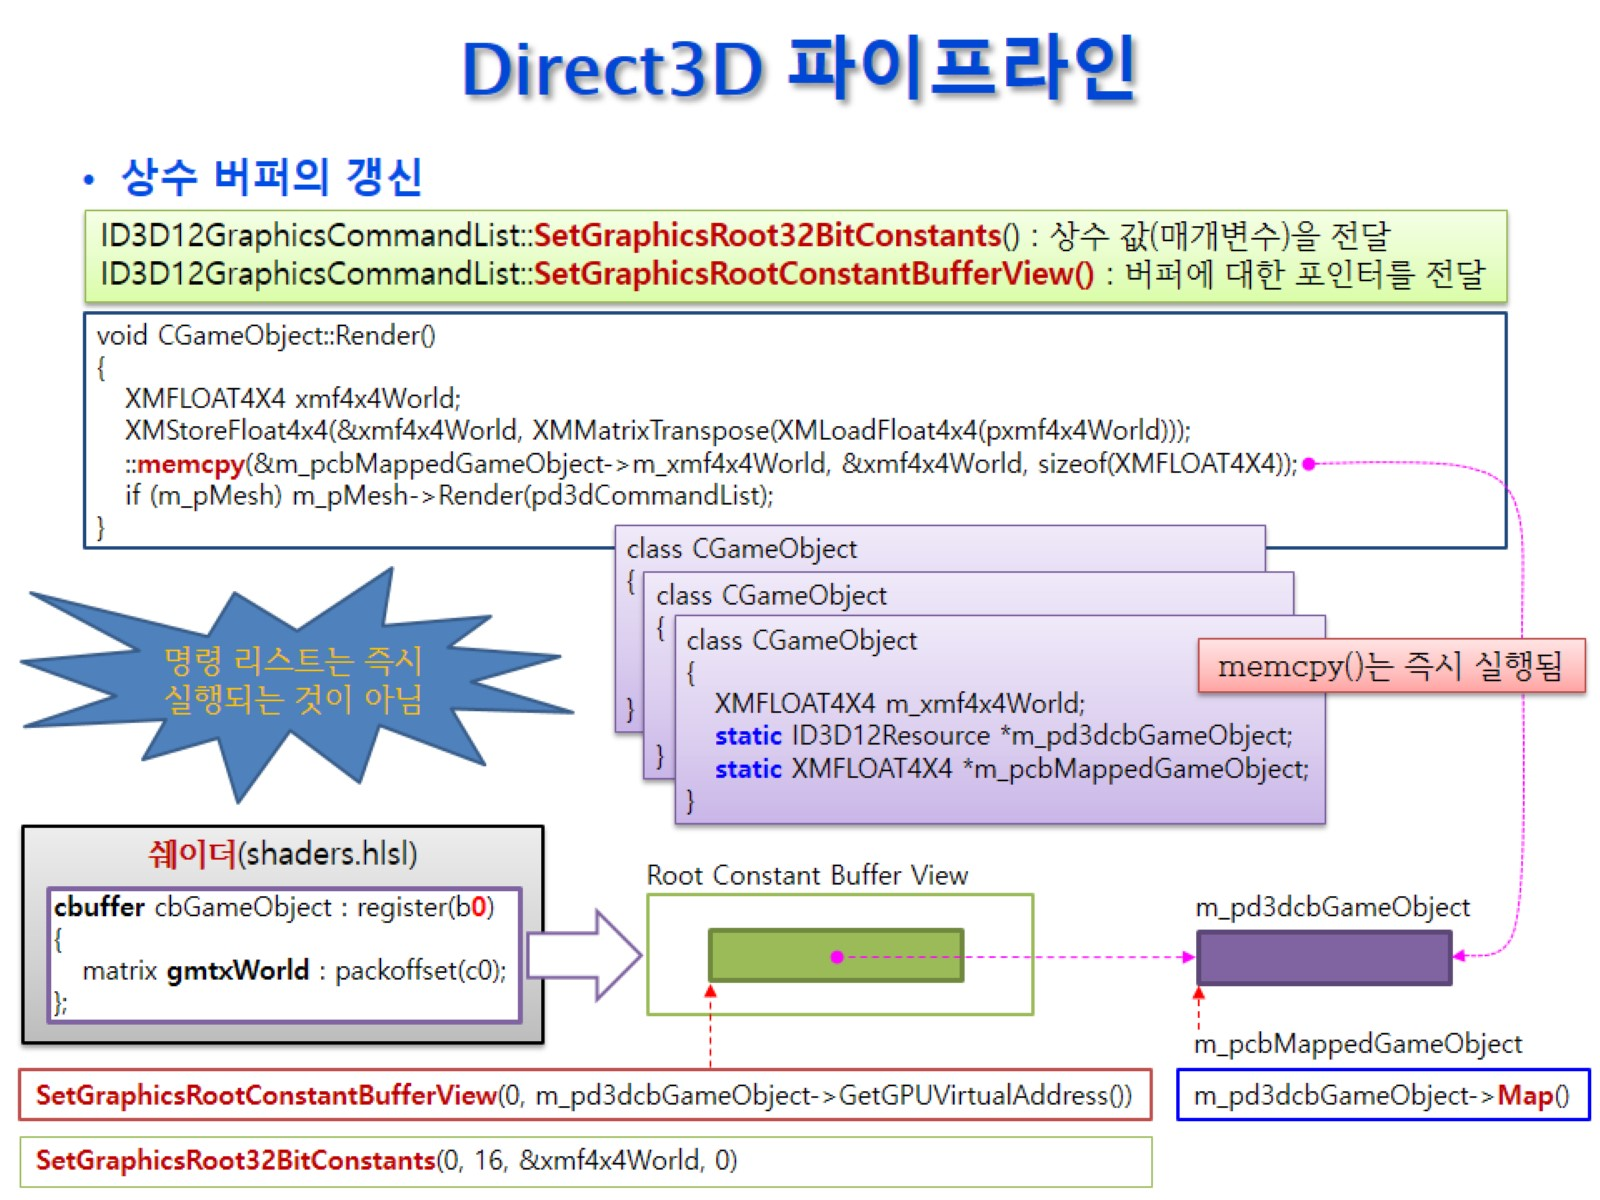 Direct3D 파이프라인
• 상수 버퍼의 갱신
ID3D12GraphicsCommandList::SetGraphicsRoot32BitConstants() : 상수 값(매개변수)을 전달
ID3D12GraphicsCommandList::SetGraphicsRootConstantBufferView() : 버퍼에 대한 포인터를 전달
void CGameObject::Render()
{
XMFLOAT4X4 xmf4x4World;
XMStoreFloat4x4(&xmf4x4World, XMMatrixTranspose(XMLoadFloat4x4(pxmf4x4World)));
::memcpy(&m_pcbMappedGameObject->m_xmf4x4World, &xmf4x4World, sizeof(XMFLOAT4X4));
if (m_pMesh) m_pMesh->Render(pd3dCommandList);
}
class CGameObject
{
}
class CGameObject
{
}
class CGameObject
{
XMFLOAT4X4 m_xmf4x4World;
static ID3D12Resource *m_pd3dcbGameObject;
static XMFLOAT4X4 *m_pcbMappedGameObject;
}
memcpy()는 즉시 실행됨
명령 리스트는 즉시
실행되는 것이 아님
쉐이더(shaders.hlsl)
cbuffer cbGameObject : register(b0)
{
matrix gmtxWorld : packoffset(c0);
};
Root Constant Buffer View
m_pd3dcbGameObject
m_pcbMappedGameObject
SetGraphicsRootConstantBufferView(0, m_pd3dcbGameObject->GetGPUVirtualAddress())
m_pd3dcbGameObject->Map()
SetGraphicsRoot32BitConstants(0, 16, &xmf4x4World, 0)